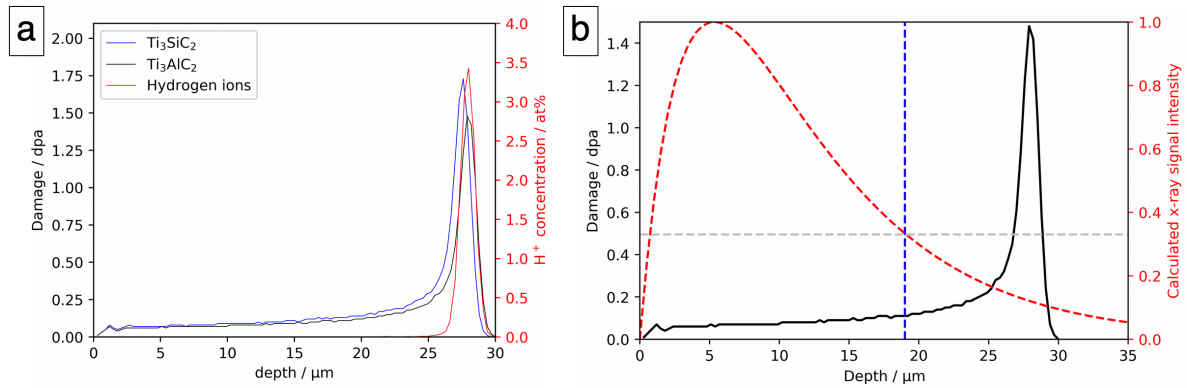 a
Damage / dpa
2.00
1.75
1.50
1.25
1.00
0.75
0.50
0.25
0.00
Ti₃SiC₂
Ti₃AlC₂
Hydrogen ions
0 5 10 15 20 25 30
depth / μm
4.0
3.5
3.0
2.5
2.0
1.5
1.0
0.5
0.0
H⁺ concentration / at%
b
Damage / dpa
1.4
1.2
1.0
0.8
0.6
0.4
0.2
0.0
0 5 10 15 20 25 30 35
Depth / μm
1.0
0.8
0.6
0.4
0.2
0.0
Calculated x-ray signal intensity